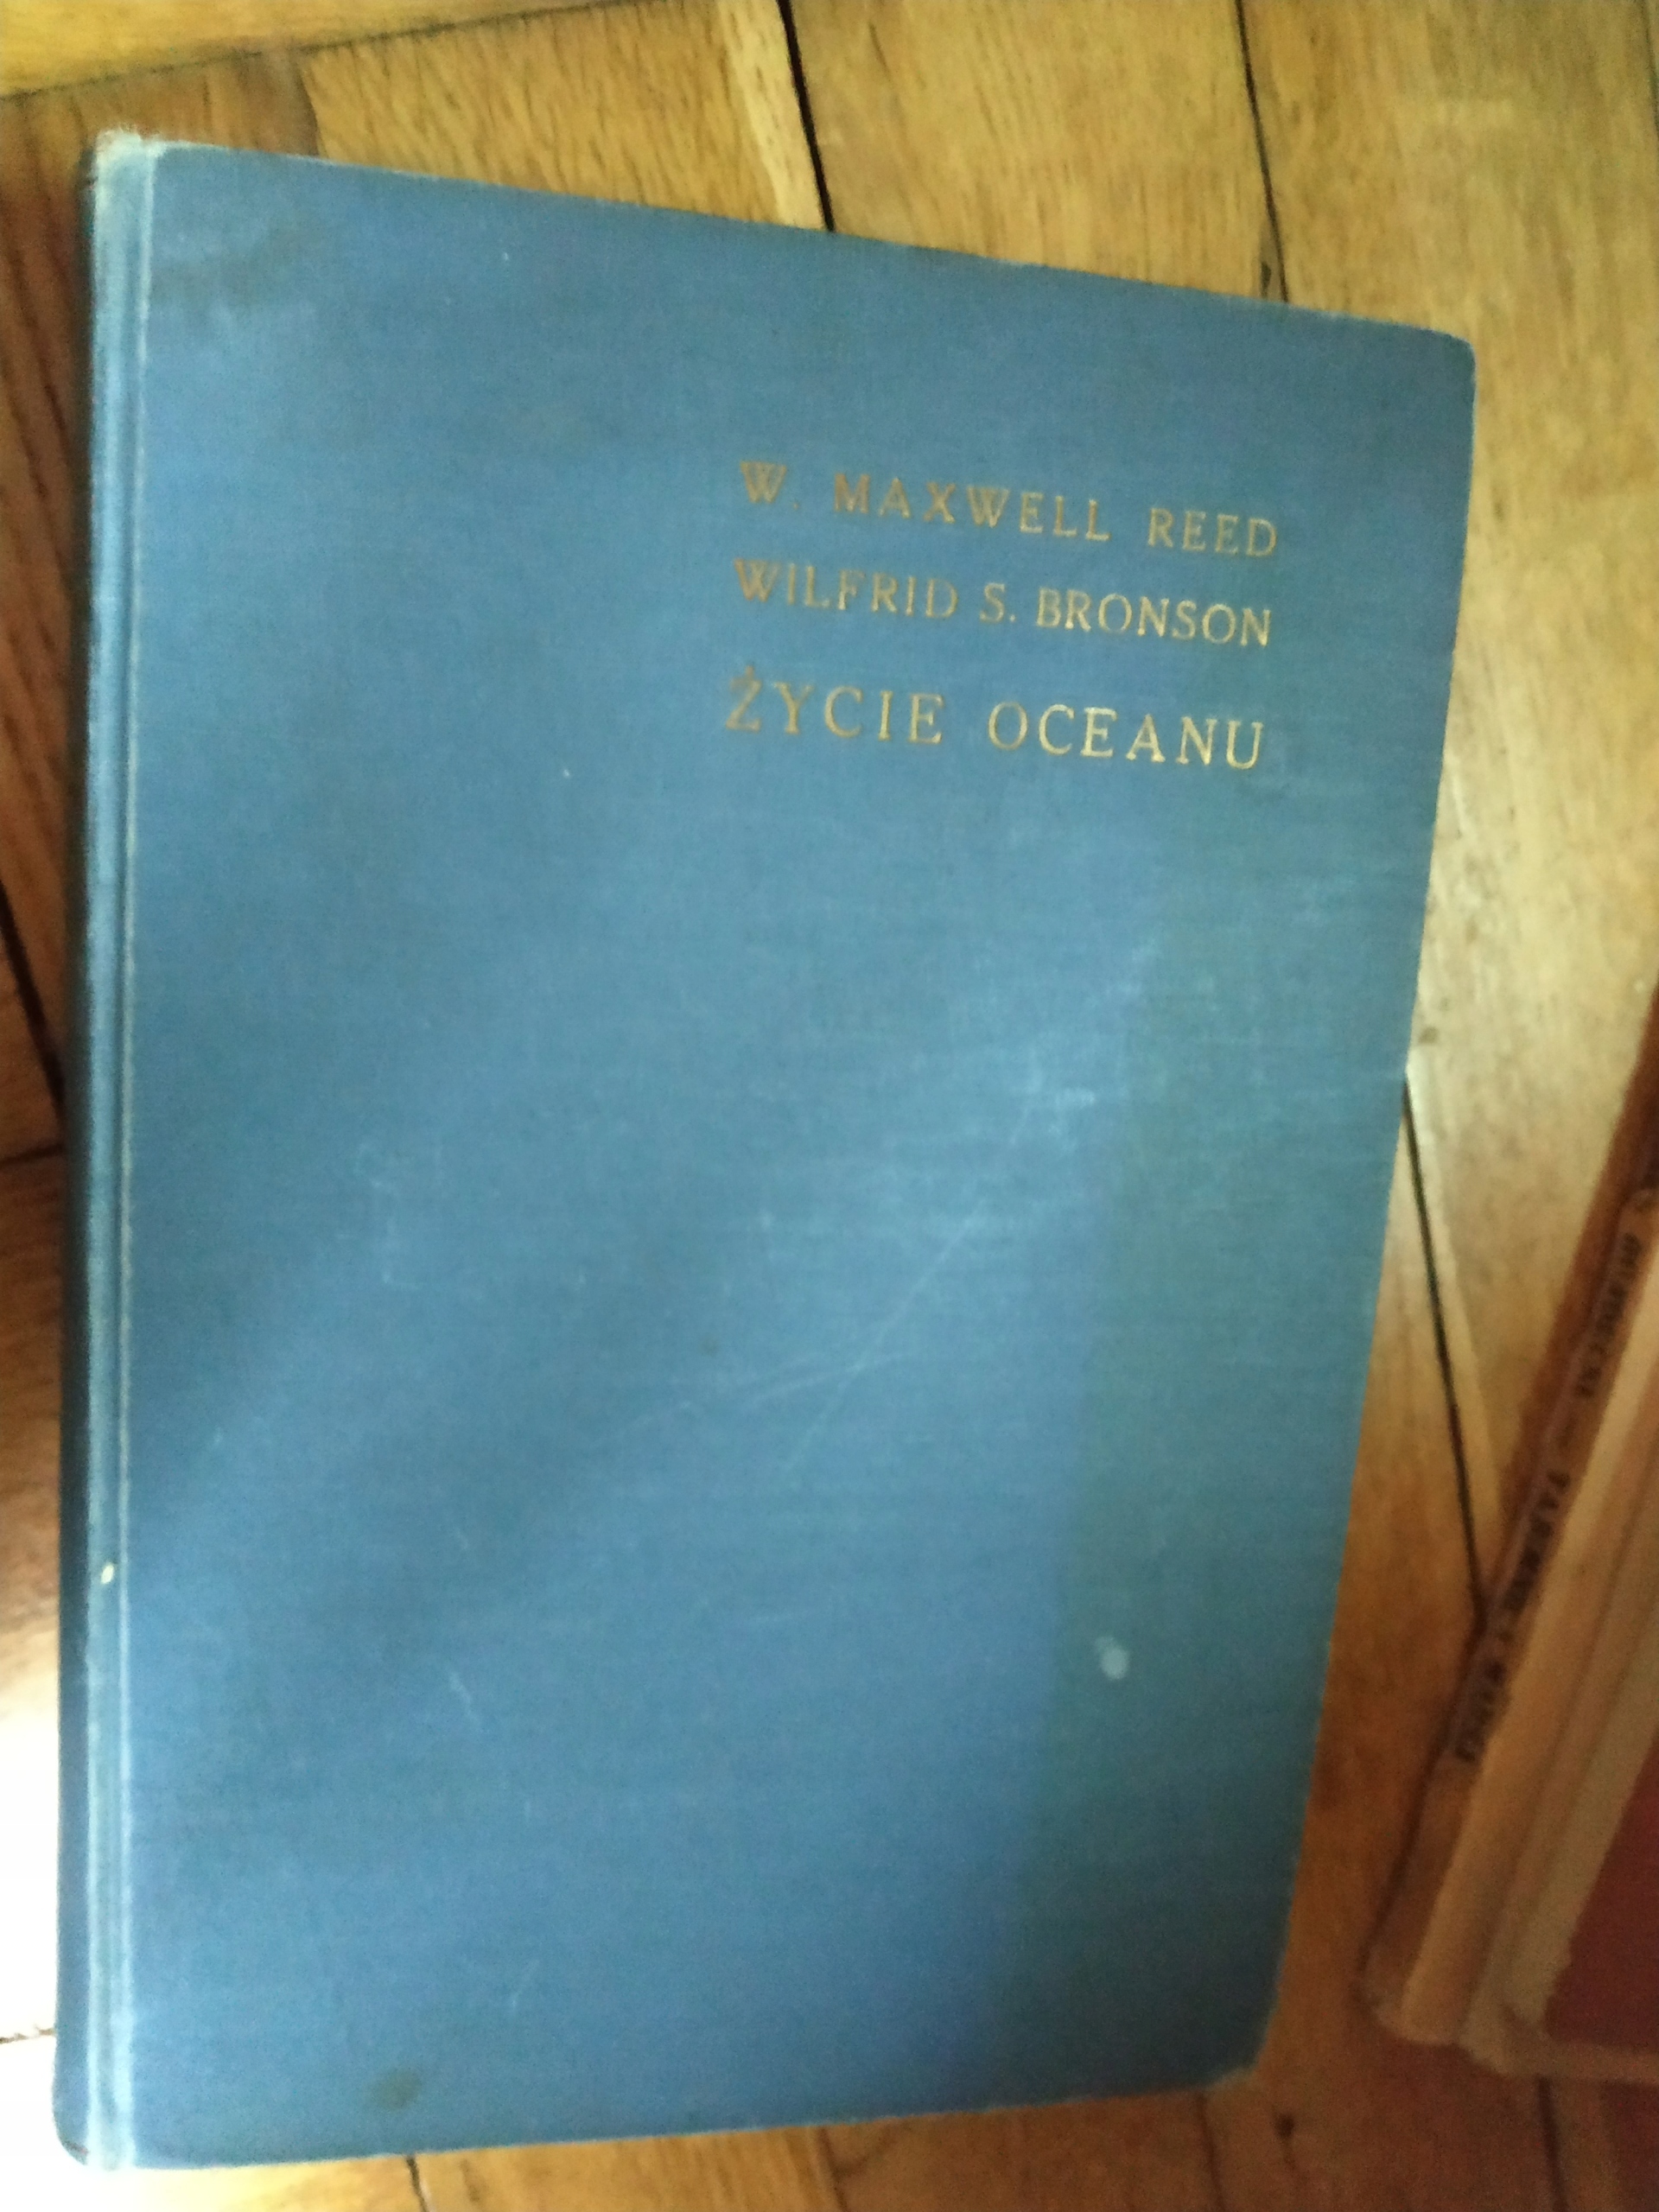 W. MAXWELL REED
WILFRID S. BRONSON
ŻYCIE OCEANU